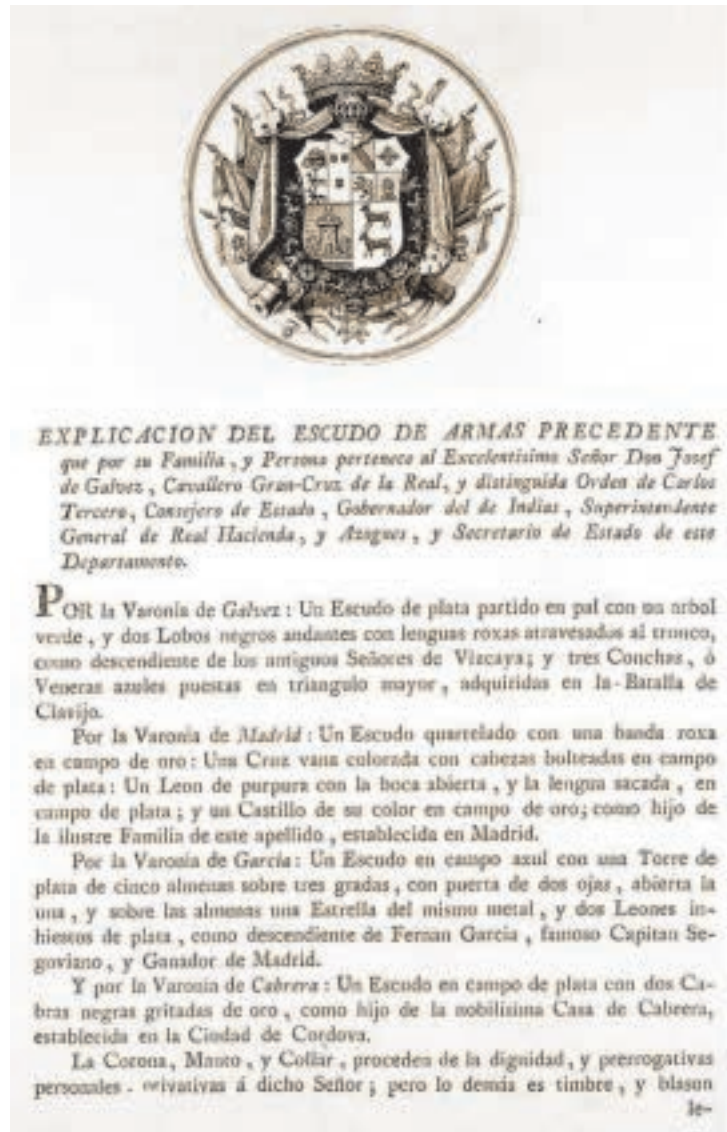 EXPLICACION DEL ESCUDO DE ARMAS PRECEDENTE
que por su Familia, y Persona pertenece al Excelentisimo Señor Don Josef
de Galvez, Cavallero Gran-Cruz de la Real, y distinguida Orden de Carlos
Tercero, Consejero de Estado, Gobernador del de Indias, Superintendente
General de Real Hacienda, y Azogues, y Secretario de Estado de este
Departamento.
POR la Varonía de Galvez: Un Escudo de plata partido en pal con un arbol
verde, y dos Lobos negros andantes con lenguas roxas atravesados al tronco,
como descendiente de los antiguos Señores de Vizcaya; y tres Conchas, ò
Veneras azules puestas en triangulo mayor, adquiridas en la Batalla de
Clavijo.
Por la Varonía de Madrid: Un Escudo quartelado con una banda roxa
en campo de oro: Una Cruz vana colorada con cabezas bolteadas en campo
de plata: Un Leon de purpura con la boca abierta, y la lengua sacada, en
campo de plata; y un Castillo de su color en campo de oro; como hijo de
la ilustre Familia de este apellido, establecida en Madrid.
Por la Varonía de Garcia: Un Escudo en campo azul con una Torre de
plata de cinco almenas sobre tres gradas, con puerta de dos ojas, abierta la
una, y sobre las almenas una Estrella del mismo metal, y dos Leones in-
hiestos de plata, como descendiente de Fernan Garcia, famoso Capitan Se-
goviano, y Ganador de Madrid.
Y por la Varonía de Cabrera: Un Escudo en campo de plata con dos Ca-
bras negras gritadas de oro, como hijo de la nobilisima Casa de Cabrera,
establecida en la Ciudad de Cordova.
La Corona, Manto, y Collar, proceden de la dignidad, y prerrogativas
personales privativas á dicho Señor; pero lo demás es timbre, y blason
le-